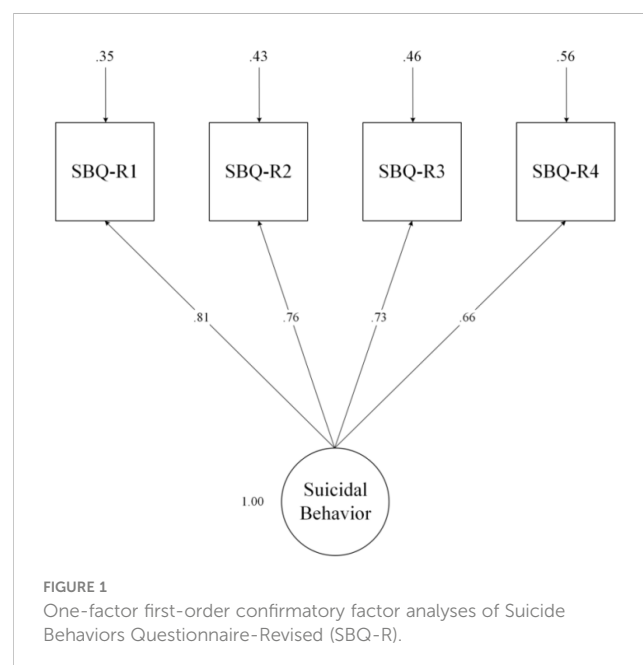 .35 .43 .46 .56
SBQ-R1 SBQ-R2 SBQ-R3 SBQ-R4
.81 .76 .73 .66
1.00
Suicidal
Behavior
FIGURE 1
One-factor first-order confirmatory factor analyses of Suicide
Behaviors Questionnaire-Revised (SBQ-R).